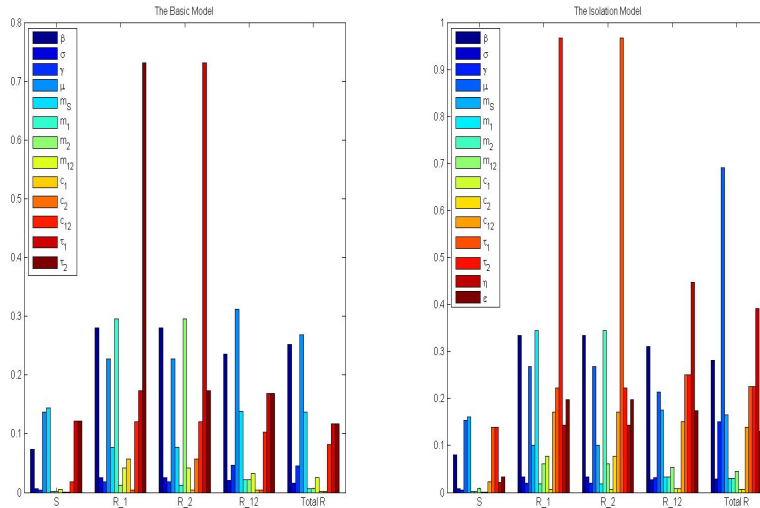 The Basic Model
0.8
0.7
0.6
0.5
0.4
0.3
0.2
0.1
0
β
σ
γ
μ
m_S
m_1
m_2
m_12
c_1
c_2
c_12
τ_1
τ_2
S
R_1
R_2
R_12
Total R
The Isolation Model
1
0.9
0.8
0.7
0.6
0.5
0.4
0.3
0.2
0.1
0
β
σ
γ
μ
m_S
m_1
m_2
m_12
c_1
c_2
c_12
τ_1
τ_2
η
ε
S
R_1
R_2
R_12
Total R